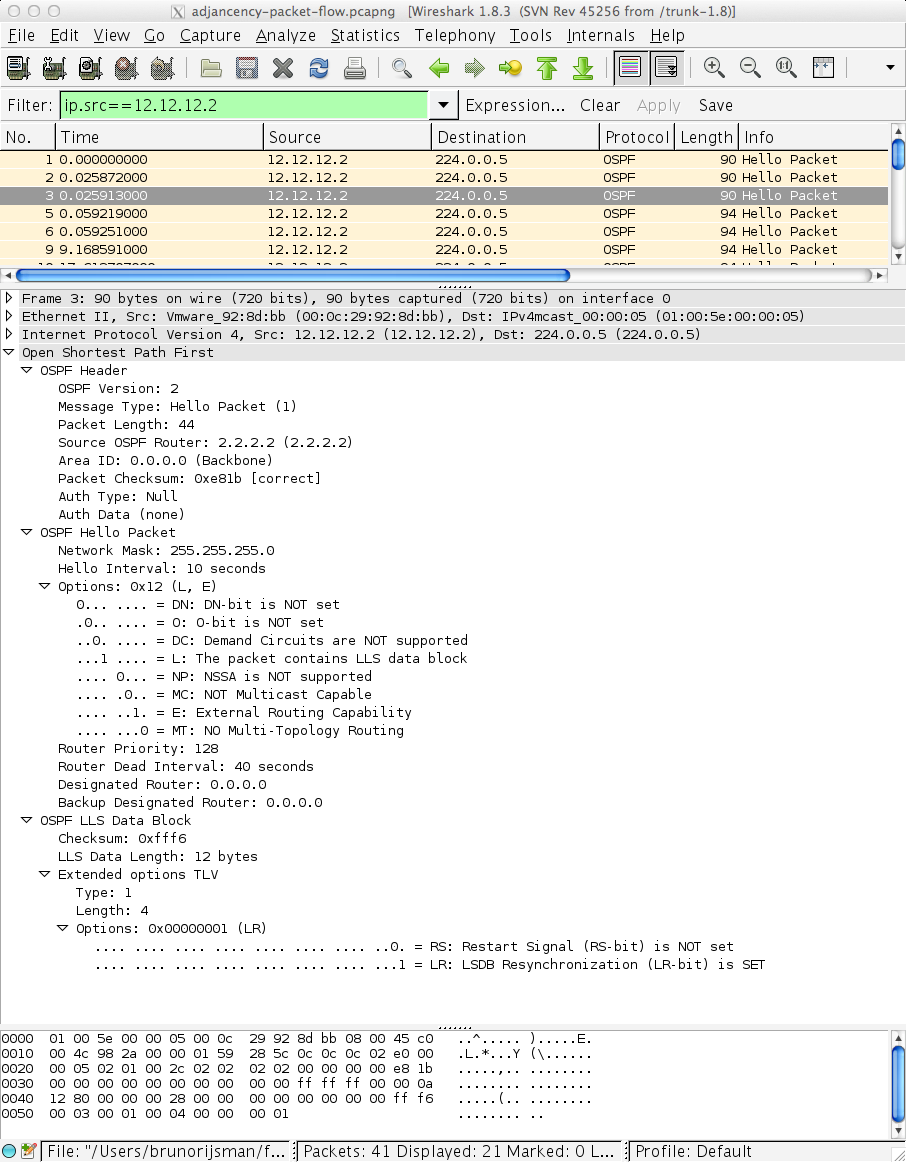 adjancency-packet-flow.pcapng [Wireshark 1.8.3 (SVN Rev 45256 from /trunk-1.8)]
File Edit View Go Capture Analyze Statistics Telephony Tools Internals Help
Filter: ip.src==12.12.12.2 Expression... Clear Apply Save
No. Time Source Destination Protocol Length Info
1 0.000000000 12.12.12.2 224.0.0.5 OSPF 90 Hello Packet
2 0.025872000 12.12.12.2 224.0.0.5 OSPF 90 Hello Packet
3 0.025913000 12.12.12.2 224.0.0.5 OSPF 90 Hello Packet
5 0.059219000 12.12.12.2 224.0.0.5 OSPF 94 Hello Packet
6 0.059251000 12.12.12.2 224.0.0.5 OSPF 94 Hello Packet
9 9.168591000 12.12.12.2 224.0.0.5 OSPF 94 Hello Packet
Frame 3: 90 bytes on wire (720 bits), 90 bytes captured (720 bits) on interface 0
Ethernet II, Src: Vmware_92:8d:bb (00:0c:29:92:8d:bb), Dst: IPv4mcast_00:00:05 (01:00:5e:00:00:05)
Internet Protocol Version 4, Src: 12.12.12.2 (12.12.12.2), Dst: 224.0.0.5 (224.0.0.5)
Open Shortest Path First
OSPF Header
OSPF Version: 2
Message Type: Hello Packet (1)
Packet Length: 44
Source OSPF Router: 2.2.2.2 (2.2.2.2)
Area ID: 0.0.0.0 (Backbone)
Packet Checksum: 0xe81b [correct]
Auth Type: Null
Auth Data (none)
OSPF Hello Packet
Network Mask: 255.255.255.0
Hello Interval: 10 seconds
Options: 0x12 (L, E)
0... .... = DN: DN-bit is NOT set
.0.. .... = O: O-bit is NOT set
..0. .... = DC: Demand Circuits are NOT supported
...1 .... = L: The packet contains LLS data block
.... 0... = NP: NSSA is NOT supported
.... .0.. = MC: NOT Multicast Capable
.... ..1. = E: External Routing Capability
.... ...0 = MT: NO Multi-Topology Routing
Router Priority: 128
Router Dead Interval: 40 seconds
Designated Router: 0.0.0.0
Backup Designated Router: 0.0.0.0
OSPF LLS Data Block
Checksum: 0xfff6
LLS Data Length: 12 bytes
Extended options TLV
Type: 1
Length: 4
Options: 0x00000001 (LR)
.... .... .... .... .... .... .... ..0. = RS: Restart Signal (RS-bit) is NOT set
.... .... .... .... .... .... .... ...1 = LR: LSDB Resynchronization (LR-bit) is SET
0000 01 00 5e 00 00 05 00 0c 29 92 8d bb 08 00 45 c0 ..^..... ).....E.
0010 00 4c 98 2a 00 00 01 59 28 5c 0c 0c 0c 02 e0 00 .L.*...Y (\......
0020 00 05 02 01 00 2c 02 02 02 02 00 00 00 00 e8 1b .....,.. ........
0030 00 00 00 00 00 00 00 00 00 00 ff ff ff 00 00 0a ........ ........
0040 12 80 00 00 00 28 00 00 00 00 00 00 00 00 ff f6 .....(.. ........
0050 00 03 00 01 00 04 00 00 00 01 ........ ..
File: "/Users/brunorijsman/f... Packets: 41 Displayed: 21 Marked: 0 L... Profile: Default